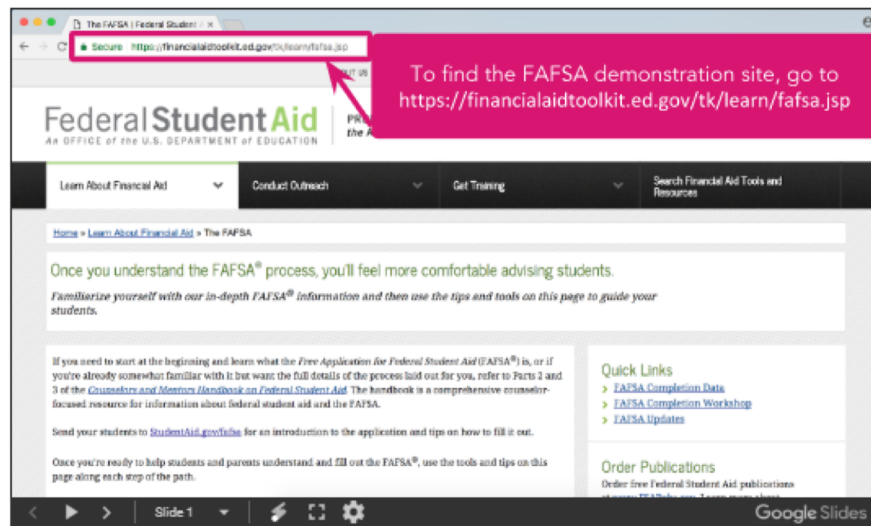 The FAFSA | Federal Student A
Secure
https://financialaidtoolkit.ed.gov/tk/learn/fafsa.jsp
To find the FAFSA demonstration site, go to
https://financialaidtoolkit.ed.gov/tk/learn/fafsa.jsp
OUT US
Federal Student Aid
An OFFICE of the U.S. DEPARTMENT of EDUCATION
PR
the A
Learn About Financial Aid
Conduct Outreach
Get Training
Search Financial Aid Tools and
Resources
Home » Learn About Financial Aid » The FAFSA
Once you understand the FAFSA® process, you'll feel more comfortable advising students.
Familiarize yourself with our in-depth FAFSA® information and then use the tips and tools on this page to guide your
students.
If you need to start at the beginning and learn what the Free Application for Federal Student Aid (FAFSA®) is, or if
you're already somewhat familiar with it but want the full details of the process laid out for you, refer to Parts 2 and
3 of the Counselors and Mentors Handbook on Federal Student Aid. The handbook is a comprehensive counselor-
focused resource for information about federal student aid and the FAFSA.
Send your students to StudentAid.gov/fafsa for an introduction to the application and tips on how to fill it out.
Once you're ready to help students and parents understand and fill out the FAFSA®, use the tools and tips on this
page along each step of the path.
Quick Links
> FAFSA Completion Data
> FAFSA Completion Workshop
> FAFSA Updates
Order Publications
Order free Federal Student Aid publications
Slide 1
Google Slides